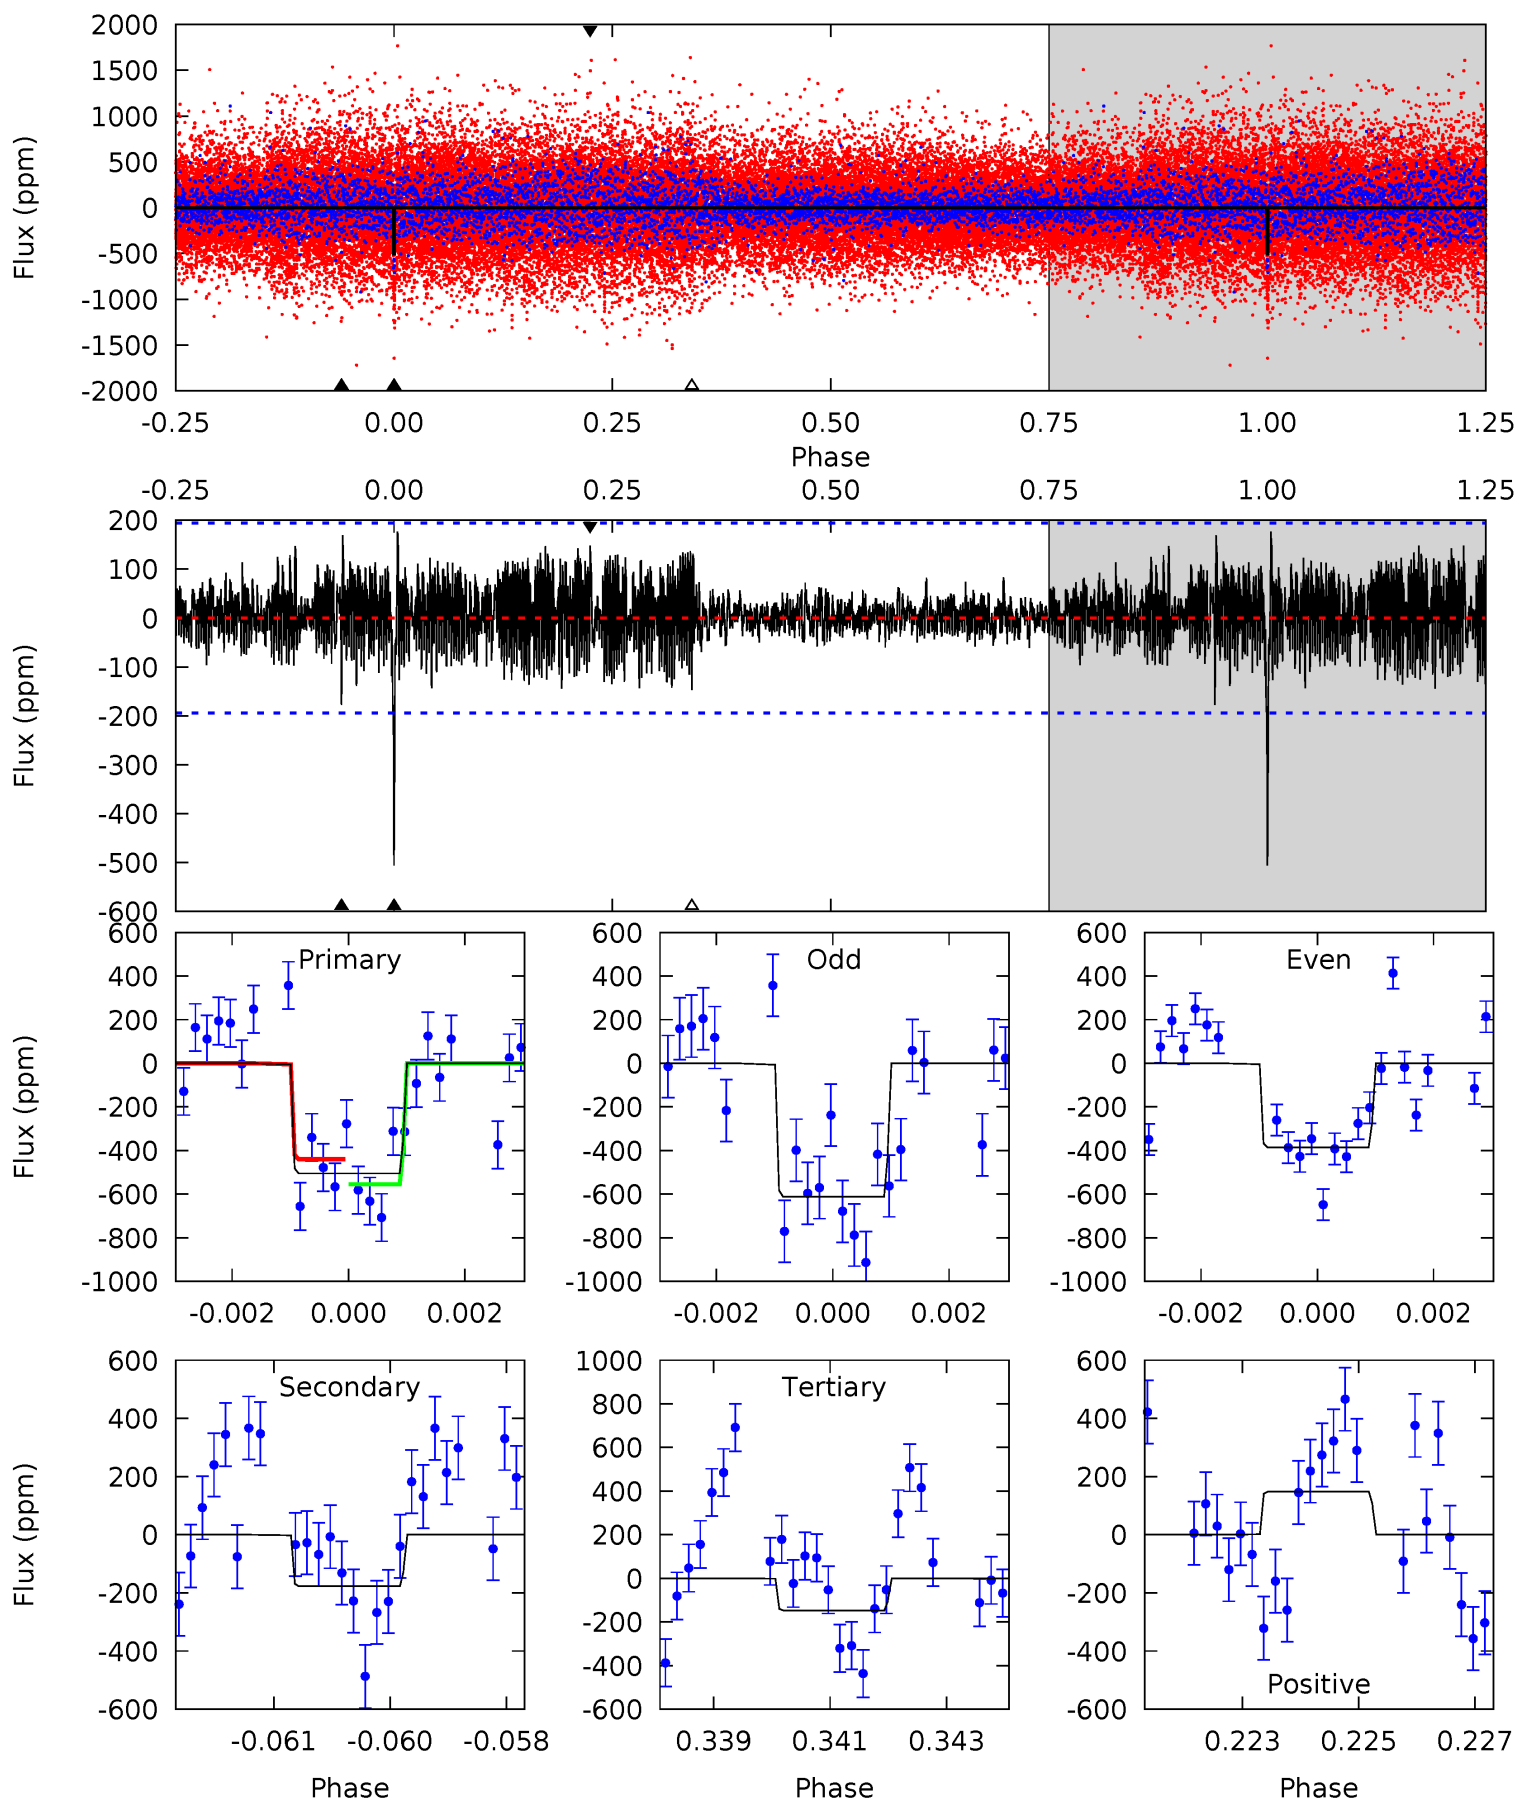 2000
1500
1000
500
0
-500
-1000
-1500
-2000
Flux (ppm)
-0.25 0.00 0.25 0.50 0.75 1.00 1.25
Phase
-0.25 0.00 0.25 0.50 0.75 1.00 1.25
200
100
0
-100
-200
-300
-400
-500
-600
Flux (ppm)
Primary Odd Even
600 600 600
400 400 400
200 200 200
0 0 0
-200 -200 -200
-400 -400 -400
-600 -600 -600
-800 -800 -800
-1000 -1000 -1000
Flux (ppm)
-0.002 0.000 0.002 -0.002 0.000 0.002 -0.002 0.000 0.002
Secondary Tertiary Positive
600 1000 600
400 800 400
200 600 200
0 400 0
-200 200 -200
-400 0 -400
-600 -200 -600
-400
-600
Flux (ppm)
-0.061 -0.060 -0.058 0.339 0.341 0.343 0.223 0.225 0.227
Phase Phase Phase